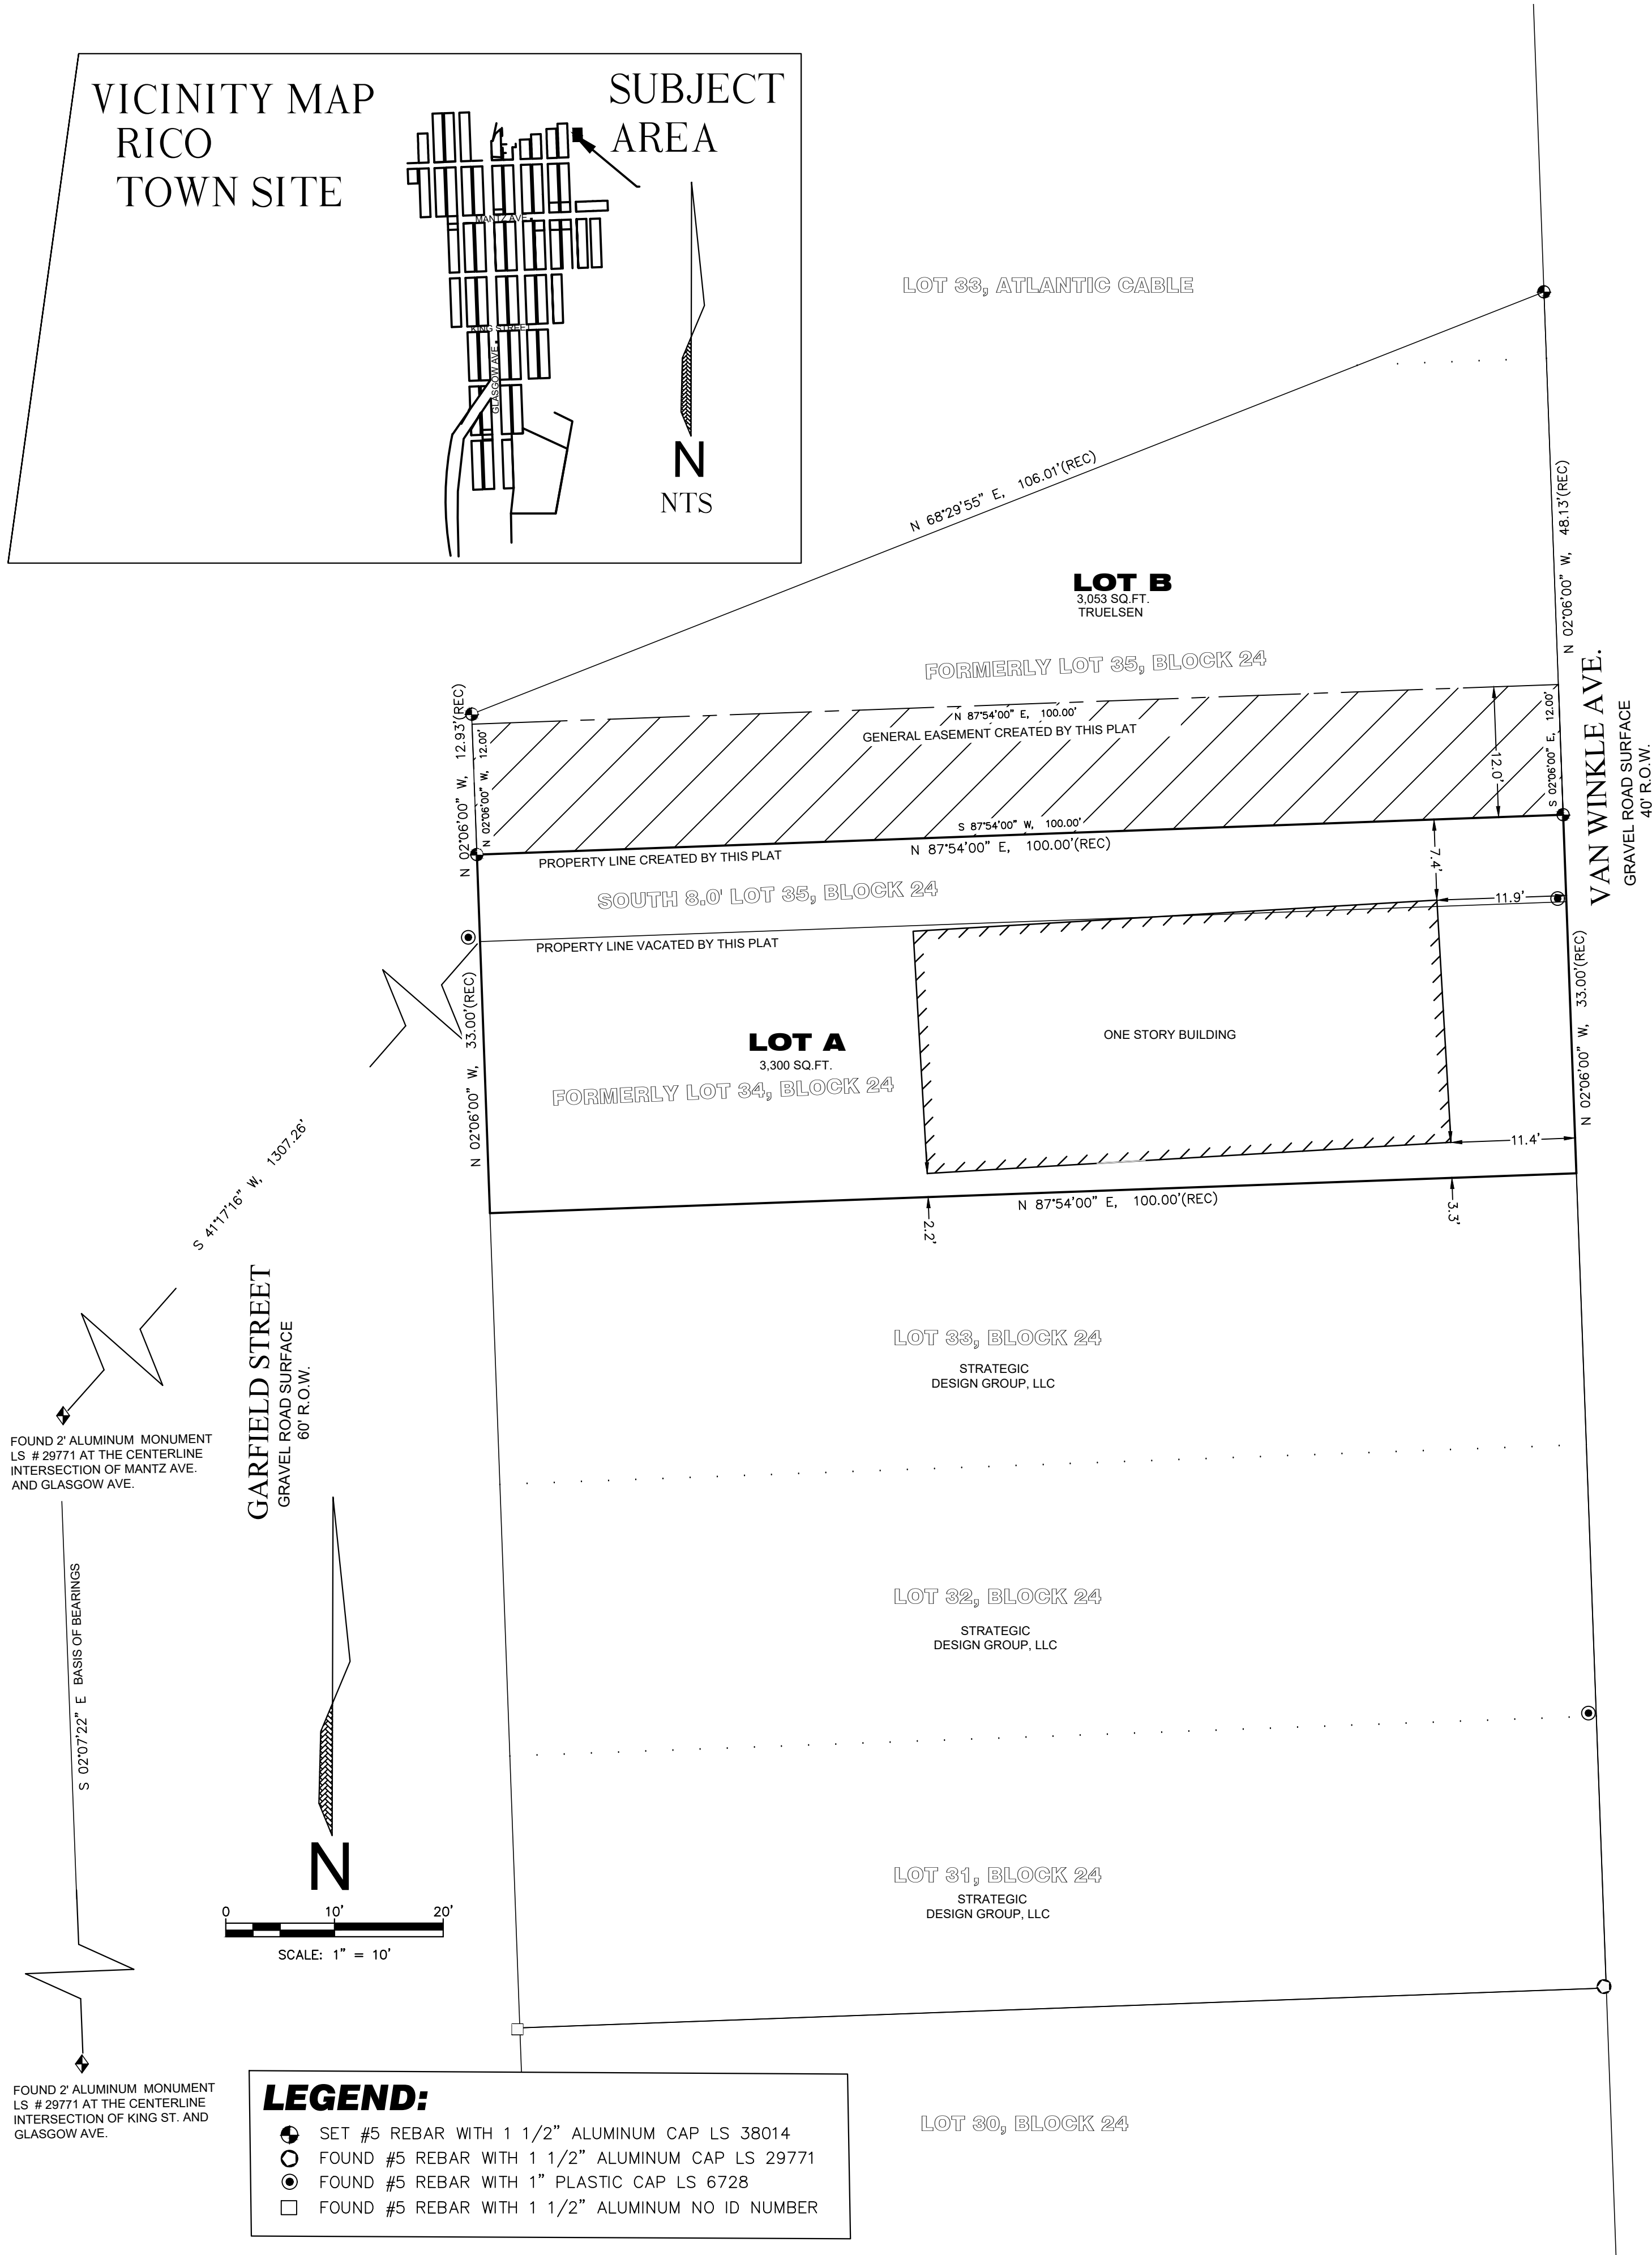 VICINITY MAP
RICO
TOWN SITE
SUBJECT
AREA
MANTZ AVE.
KING STREET
GLASGOW AVE.
N
NTS
LOT 33, ATLANTIC CABLE
N 68°29'55" E, 106.01'(REC)
N 02°06'00" W, 48.13'(REC)
LOT B
3,053 SQ.FT.
TRUELSEN
FORMERLY LOT 35, BLOCK 24
N 02°06'00" W, 12.93'(REC)
N 02°06'00" W, 12.00'
N 87°54'00" E, 100.00'
GENERAL EASEMENT CREATED BY THIS PLAT
12.0'
S 02°06'00" E, 12.00'
S 87°54'00" W, 100.00'
N 87°54'00" E, 100.00'(REC)
PROPERTY LINE CREATED BY THIS PLAT
VAN WINKLE AVE.
GRAVEL ROAD SURFACE
40' R.O.W.
SOUTH 8.0' LOT 35, BLOCK 24
7.4'
11.9'
PROPERTY LINE VACATED BY THIS PLAT
N 02°06'00" W, 33.00'(REC)
LOT A
3,300 SQ.FT.
FORMERLY LOT 34, BLOCK 24
ONE STORY BUILDING
N 02°06'00" W, 33.00'(REC)
11.4'
N 87°54'00" E, 100.00'(REC)
2.2'
3.3'
S 41°17'16" W, 1307.26'
GARFIELD STREET
GRAVEL ROAD SURFACE
60' R.O.W.
LOT 33, BLOCK 24
STRATEGIC
DESIGN GROUP, LLC
FOUND 2' ALUMINUM MONUMENT
LS # 29771 AT THE CENTERLINE
INTERSECTION OF MANTZ AVE.
AND GLASGOW AVE.
S 02°07'22" E BASIS OF BEARINGS
LOT 32, BLOCK 24
STRATEGIC
DESIGN GROUP, LLC
N
0 10' 20'
SCALE: 1" = 10'
LOT 31, BLOCK 24
STRATEGIC
DESIGN GROUP, LLC
FOUND 2' ALUMINUM MONUMENT
LS # 29771 AT THE CENTERLINE
INTERSECTION OF KING ST. AND
GLASGOW AVE.
LEGEND:
SET #5 REBAR WITH 1 1/2" ALUMINUM CAP LS 38014
FOUND #5 REBAR WITH 1 1/2" ALUMINUM CAP LS 29771
FOUND #5 REBAR WITH 1" PLASTIC CAP LS 6728
FOUND #5 REBAR WITH 1 1/2" ALUMINUM NO ID NUMBER
LOT 30, BLOCK 24